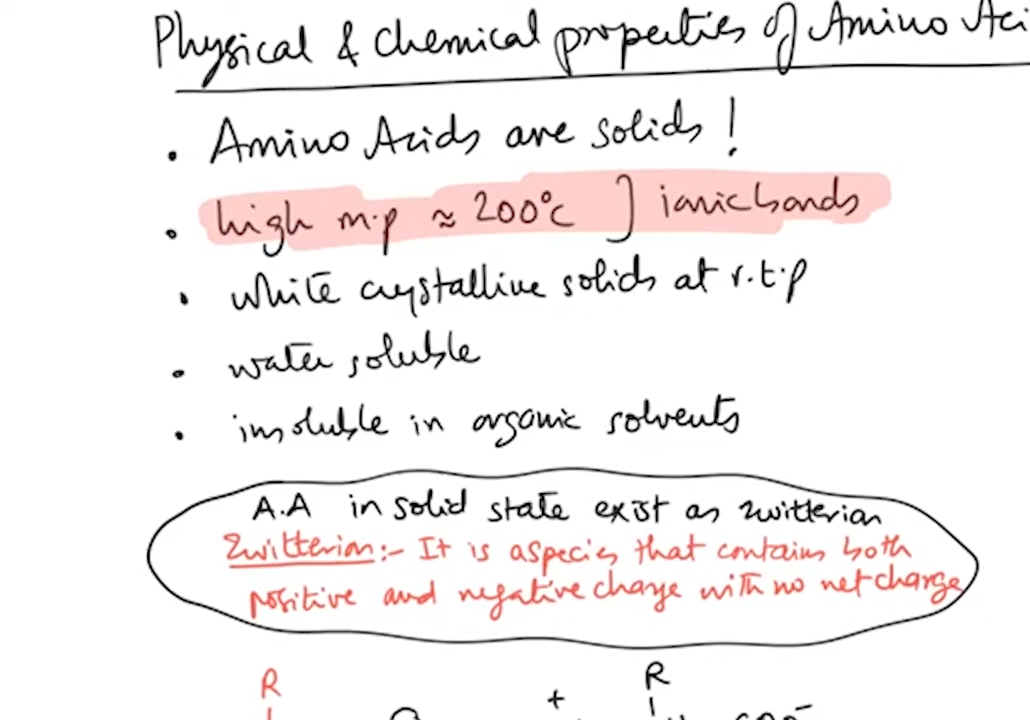 Physical & Chemical properties of Amino Aci
• Amino Acids are solids !
• high m.p ≈ 200°c ] ionic bonds
• white crystalline solids at r.t.p
• water soluble
• insoluble in organic solvents
A.A in solid state exist as zwitterion
Zwitterion:- It is a species that contains both
positive and negative charge with no net charge
R R
+